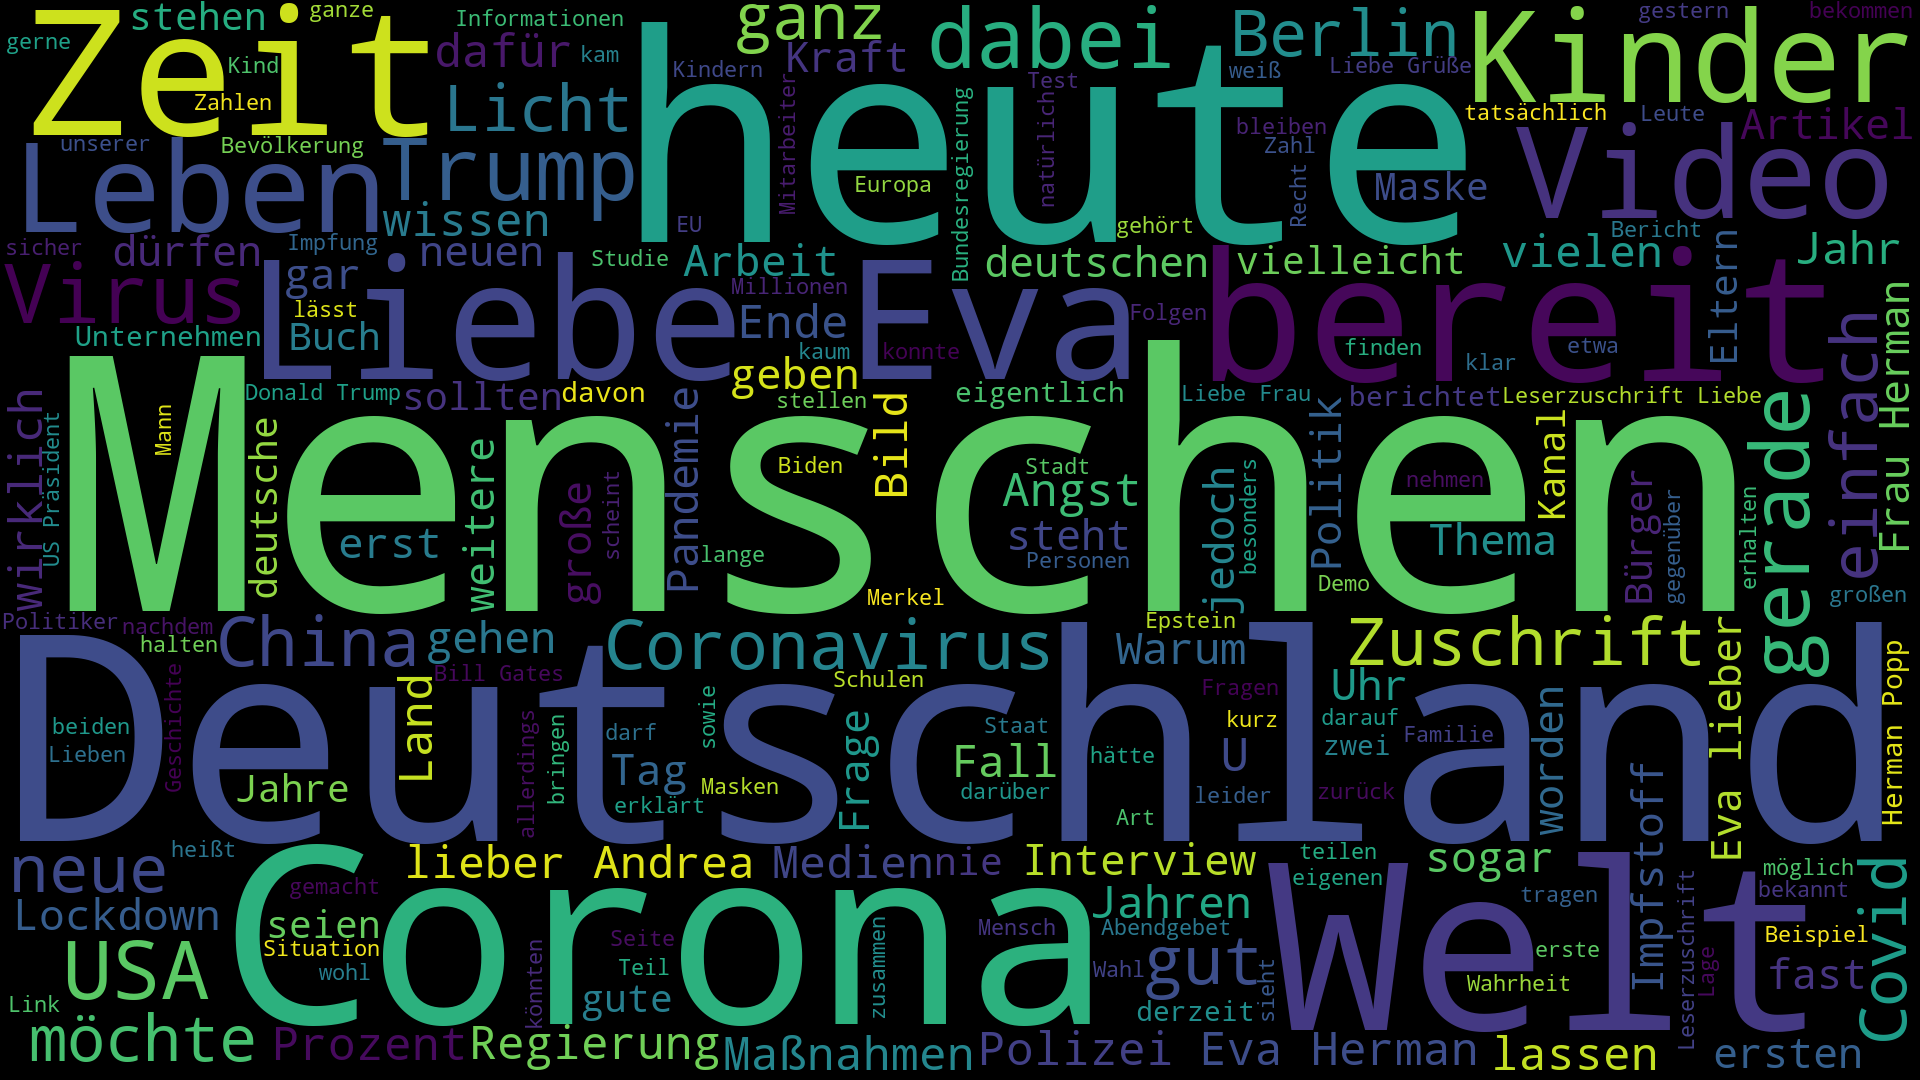 Zeit
stehen
ganze
Informationen
ganz
dabei
Berlin
gestern
bekommen
gerne
Kind
dafür
kam
Kindern
Kraft
Test
weiß
Liebe Grüße
Kinder
Zahlen
Licht
heute
Mitarbeiter
Bundesregierung
natürlich
bleiben
tatsächlich
Leute
Artikel
unserer
Bevölkerung
Zahl
Leben
Trump
Europa
Recht
Maske
Video
wissen
EU
gehört
Bericht
sicher
dürfen
Impfung
neuen
Studie
Arbeit
deutschen
vielleicht
vielen
Eltern
Jahr
Virus
gar
Liebe Eva
Millionen
bereit
lässt
Ende
Folgen
Unternehmen
Buch
kaum
konnte
finden
klar
etwa
einfach
Frau Herman
Donald Trump
sollten
davon
geben
stellen
eigentlich
Liebe Frau
berichtet
Leserzuschrift Liebe
wirklich
US Präsident
Mann
deutsche
Menschen
weitere
große
scheint
Pandemie
Bild
Biden
Stadt
Angst
jedoch
besonders
Politik
nehmen
Kanal
Bürger
gegenüber
erhalten
gerade
erst
lange
steht
Personen
Thema
Demo
Merkel
großen
Politiker
nachdem
halten
China
gehen
Coronavirus
Epstein
Warum
Zuschrift
Deutschland
Geschichte
Bill Gates
Schulen
Fragen
Uhr
Eva lieber
Herman Popp
beiden
Lieben
Land
allerdings
bringen
darf
sowie
Frage
Staat
kurz
darauf
zwei
Familie
worden
Jahre
Tag
Masken
Fall
hätte
U
erklärt
darüber
leider
zurück
Art
Impfstoff
neue
heißt
lieber Andrea
Medien
nie
Interview
teilen
eigenen
sogar
möglich
bekannt
Covid
gemacht
Corona
Jahren
Welt
tragen
Leserzuschrift
Lage
Lockdown
seien
Situation
wohl
könnten
Seite
Teil
zusammen
Mensch
Abendgebet
erste
Beispiel
USA
Wahl
gut
sieht
Wahrheit
fast
Link
gute
derzeit
möchte
Prozent
Regierung
Maßnahmen
Polizei
Eva Herman
lassen
ersten